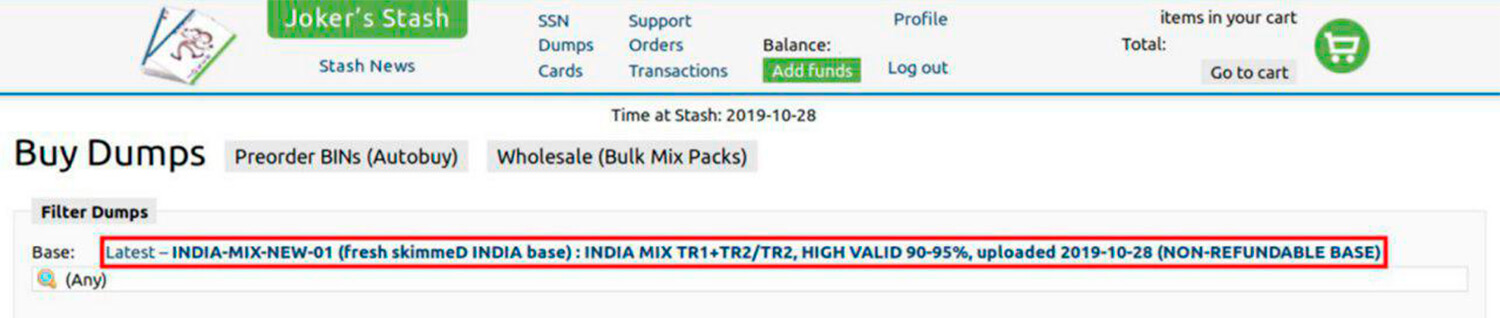 Joker's Stash
Stash News
SSN
Dumps
Cards
Support
Orders
Transactions
Balance:
Add funds
Profile
Log out
items in your cart
Total:
Go to cart
Time at Stash: 2019-10-28
Buy Dumps Preorder BINs (Autobuy) Wholesale (Bulk Mix Packs)
Filter Dumps
Base: Latest – INDIA-MIX-NEW-01 (fresh skimmeD INDIA base) : INDIA MIX TR1+TR2/TR2, HIGH VALID 90-95%, uploaded 2019-10-28 (NON-REFUNDABLE BASE)
(Any)